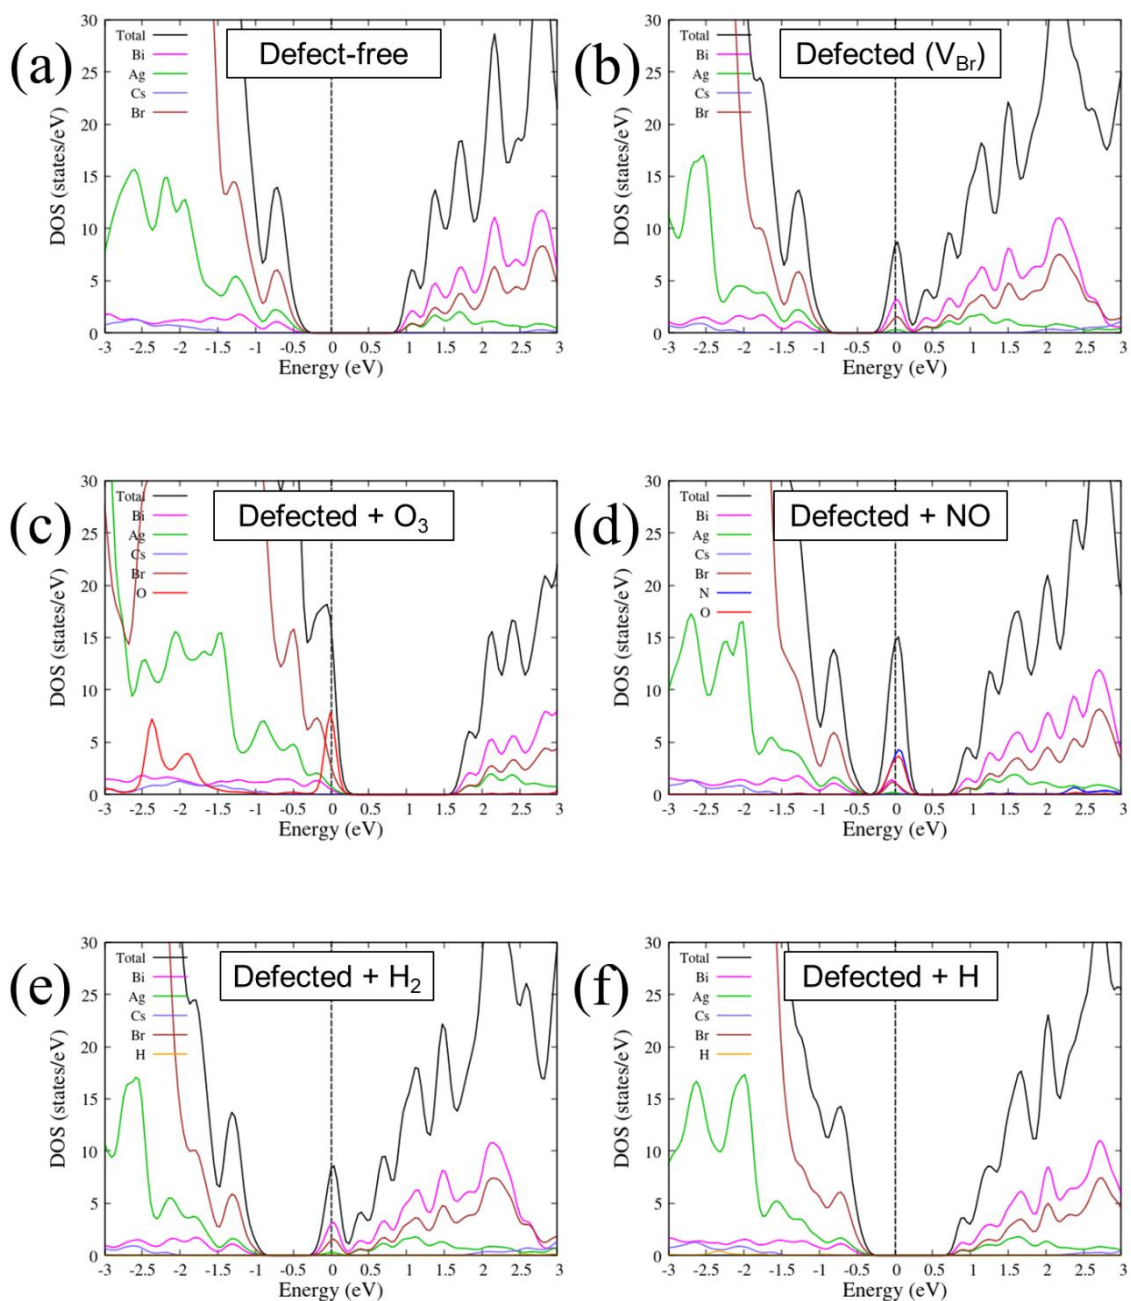 (a)
Defect-free
Total
Bi
Ag
Cs
Br
DOS (states/eV)
30
25
20
15
10
5
0
-3 -2.5 -2 -1.5 -1 -0.5 0 0.5 1 1.5 2 2.5 3
Energy (eV)
(b)
Defected (VBr)
Total
Bi
Ag
Cs
Br
DOS (states/eV)
30
25
20
15
10
5
0
-3 -2.5 -2 -1.5 -1 -0.5 0 0.5 1 1.5 2 2.5 3
Energy (eV)
(c)
Defected + O3
Total
Bi
Ag
Cs
Br
O
DOS (states/eV)
30
25
20
15
10
5
0
-3 -2.5 -2 -1.5 -1 -0.5 0 0.5 1 1.5 2 2.5 3
Energy (eV)
(d)
Defected + NO
Total
Bi
Ag
Cs
Br
N
O
DOS (states/eV)
30
25
20
15
10
5
0
-3 -2.5 -2 -1.5 -1 -0.5 0 0.5 1 1.5 2 2.5 3
Energy (eV)
(e)
Defected + H2
Total
Bi
Ag
Cs
Br
H
DOS (states/eV)
30
25
20
15
10
5
0
-3 -2.5 -2 -1.5 -1 -0.5 0 0.5 1 1.5 2 2.5 3
Energy (eV)
(f)
Defected + H
Total
Bi
Ag
Cs
Br
H
DOS (states/eV)
30
25
20
15
10
5
0
-3 -2.5 -2 -1.5 -1 -0.5 0 0.5 1 1.5 2 2.5 3
Energy (eV)